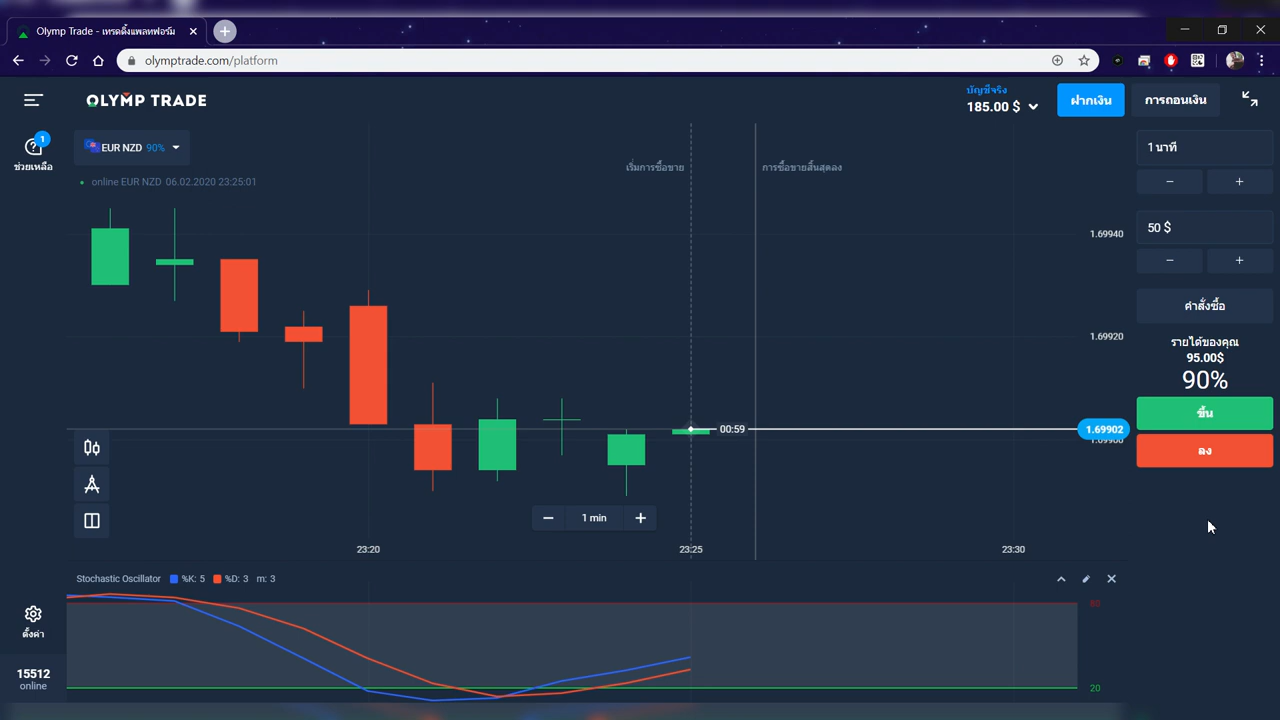 Olymp Trade - เทรดดิ้งแพลทฟอร์ม
olymptrade.com/platform
OLYMP TRADE
บัญชีจริง
185.00 $
ฝากเงิน
การถอนเงิน
1
ช่วยเหลือ
EUR NZD 90%
online EUR NZD 06.02.2020 23:25:01
เริ่มการซื้อขาย
การซื้อขายสิ้นสุดลง
1 นาที
50 $
คำสั่งซื้อ
รายได้ของคุณ
95.00$
90%
ขึ้น
ลง
1.69940
1.69920
1.69902
1.69900
00:59
1 min
23:20
23:25
23:30
Stochastic Oscillator %K: 5 %D: 3 m: 3
80
20
ตั้งค่า
15512
online